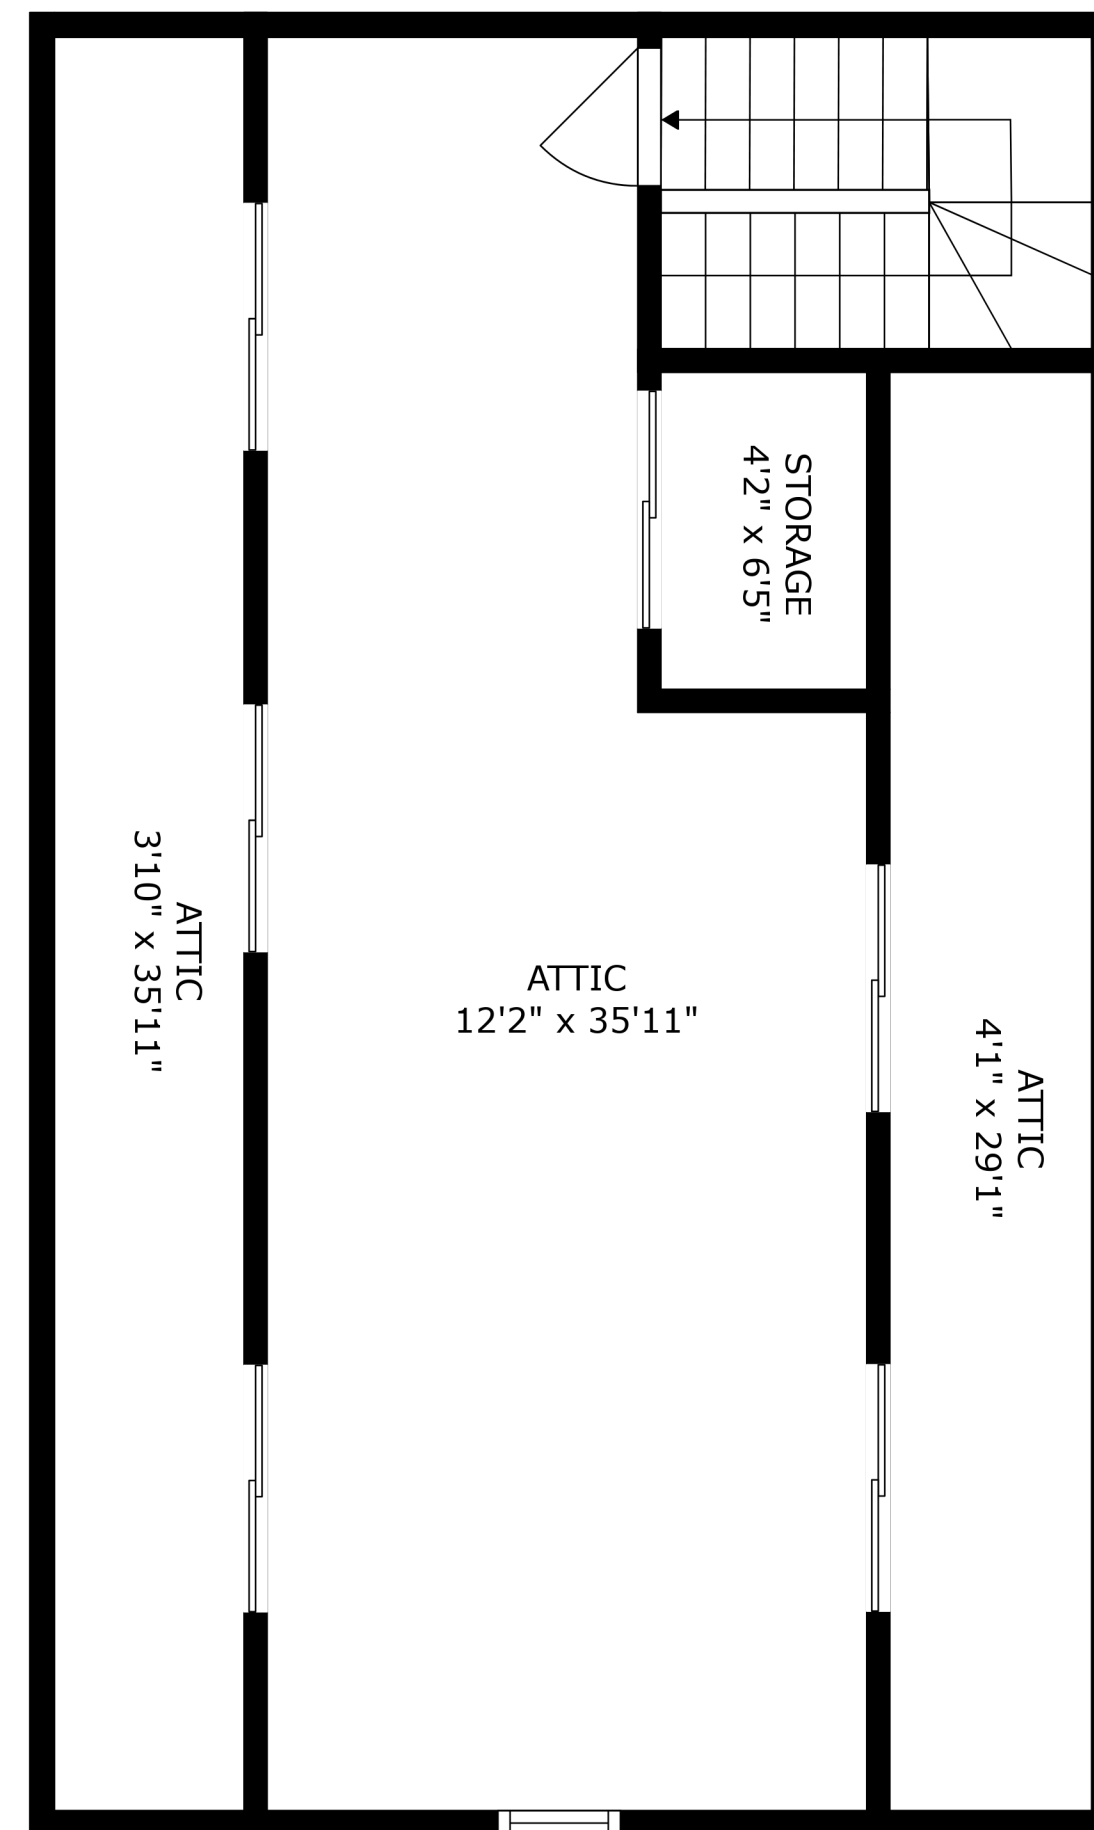 STORAGE
4'2" x 6'5"
ATTIC
3'10" x 35'11"
ATTIC
12'2" x 35'11"
ATTIC
4'1" x 29'1"